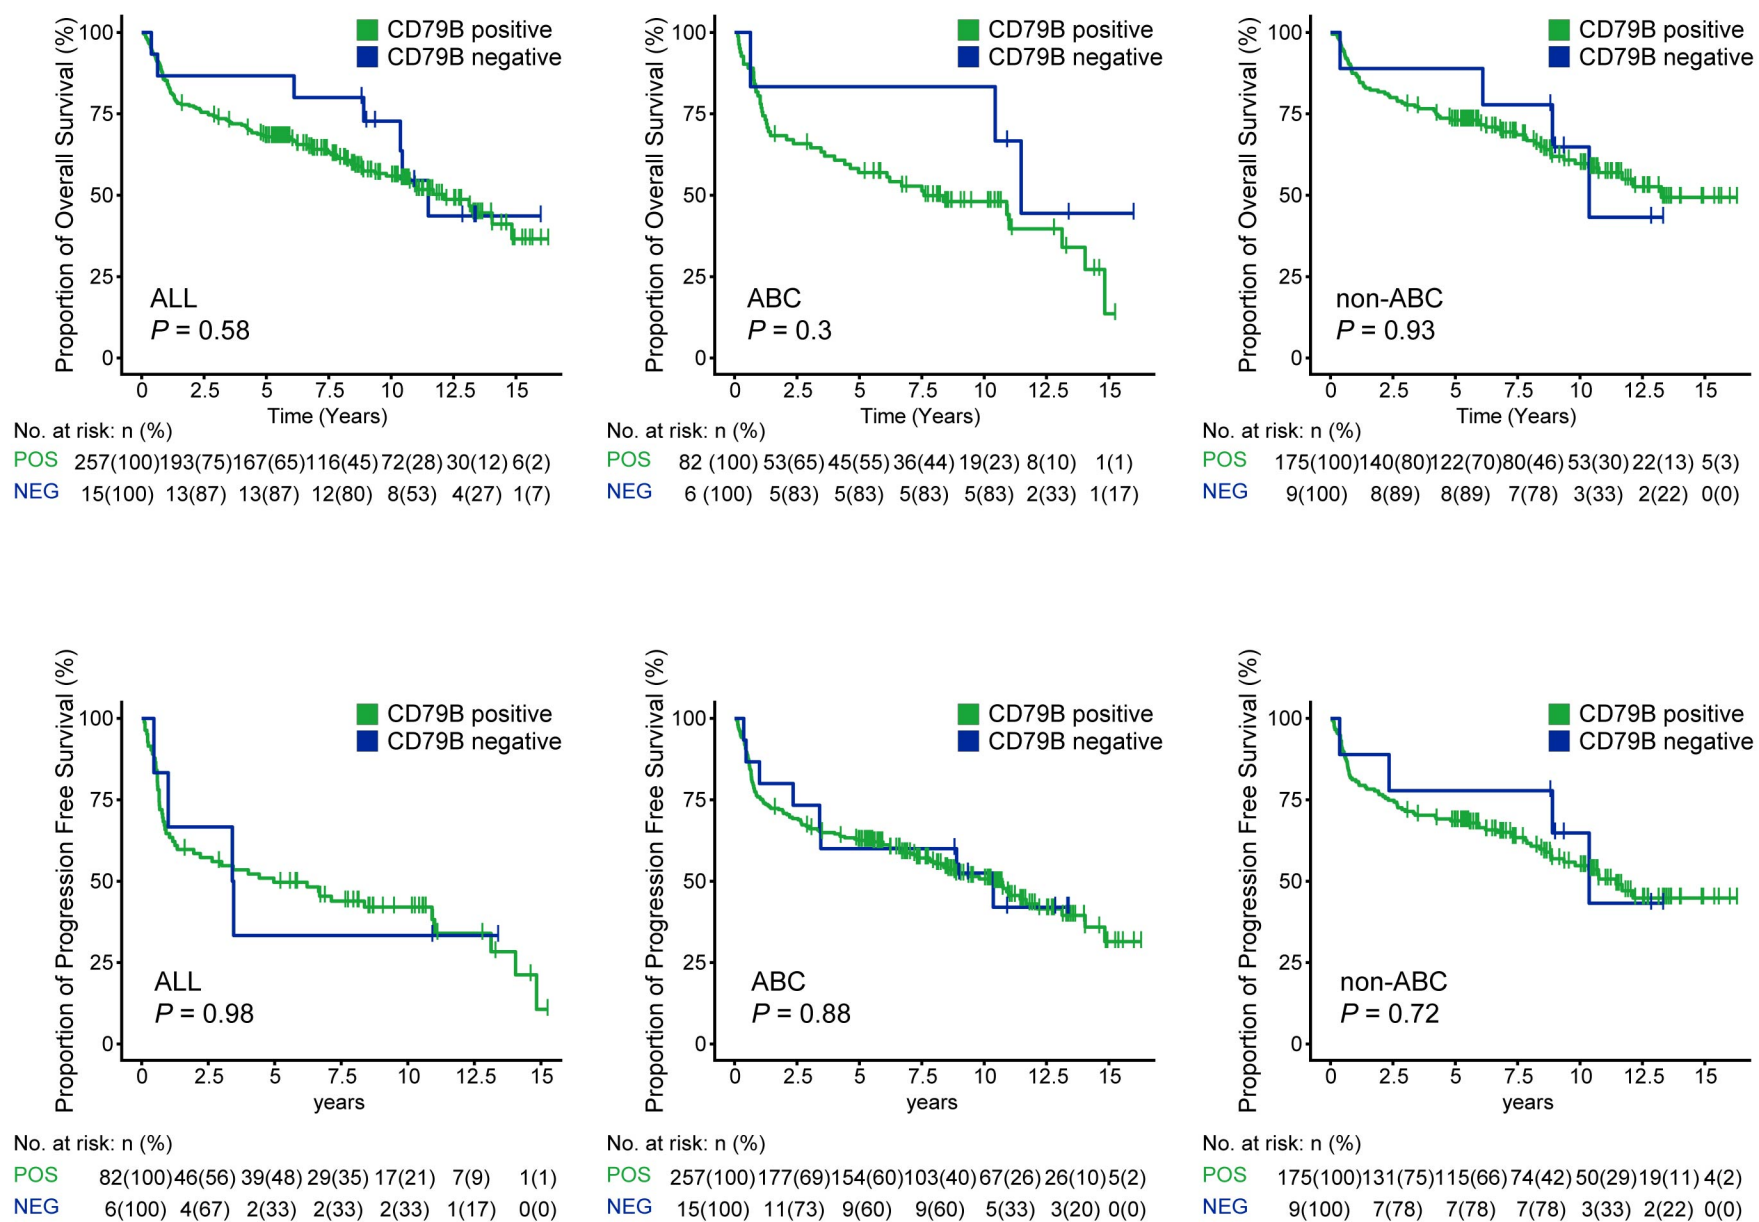 Proportion of Overall Survival (%)
100
75
50
25
0
CD79B positive
CD79B negative
ALL
P = 0.58
0 2.5 5 7.5 10 12.5 15
Time (Years)
No. at risk: n (%)
POS 257(100)193(75)167(65)116(45)72(28) 30(12) 6(2)
NEG 15(100) 13(87) 13(87) 12(80) 8(53) 4(27) 1(7)
Proportion of Overall Survival (%)
100
75
50
25
0
CD79B positive
CD79B negative
ABC
P = 0.3
0 2.5 5 7.5 10 12.5 15
Time (Years)
No. at risk: n (%)
POS 82 (100) 53(65) 45(55) 36(44) 19(23) 8(10) 1(1)
NEG 6 (100) 5(83) 5(83) 5(83) 5(83) 2(33) 1(17)
Proportion of Overall Survival (%)
100
75
50
25
0
CD79B positive
CD79B negative
non-ABC
P = 0.93
0 2.5 5 7.5 10 12.5 15
Time (Years)
No. at risk: n (%)
POS 175(100)140(80)122(70)80(46) 53(30) 22(13) 5(3)
NEG 9(100) 8(89) 8(89) 7(78) 3(33) 2(22) 0(0)
Proportion of Progression Free Survival (%)
100
75
50
25
0
CD79B positive
CD79B negative
ALL
P = 0.98
0 2.5 5 7.5 10 12.5 15
years
No. at risk: n (%)
POS 82(100)46(56) 39(48) 29(35) 17(21) 7(9) 1(1)
NEG 6(100) 4(67) 2(33) 2(33) 2(33) 1(17) 0(0)
Proportion of Progression Free Survival (%)
100
75
50
25
0
CD79B positive
CD79B negative
ABC
P = 0.88
0 2.5 5 7.5 10 12.5 15
years
No. at risk: n (%)
POS 257(100)177(69)154(60)103(40)67(26) 26(10)5(2)
NEG 15(100) 11(73) 9(60) 9(60) 5(33) 3(20) 0(0)
Proportion of Progression Free Survival (%)
100
75
50
25
0
CD79B positive
CD79B negative
non-ABC
P = 0.72
0 2.5 5 7.5 10 12.5 15
years
No. at risk: n (%)
POS 175(100)131(75)115(66) 74(42) 50(29)19(11) 4(2)
NEG 9(100) 7(78) 7(78) 7(78) 3(33) 2(22) 0(0)